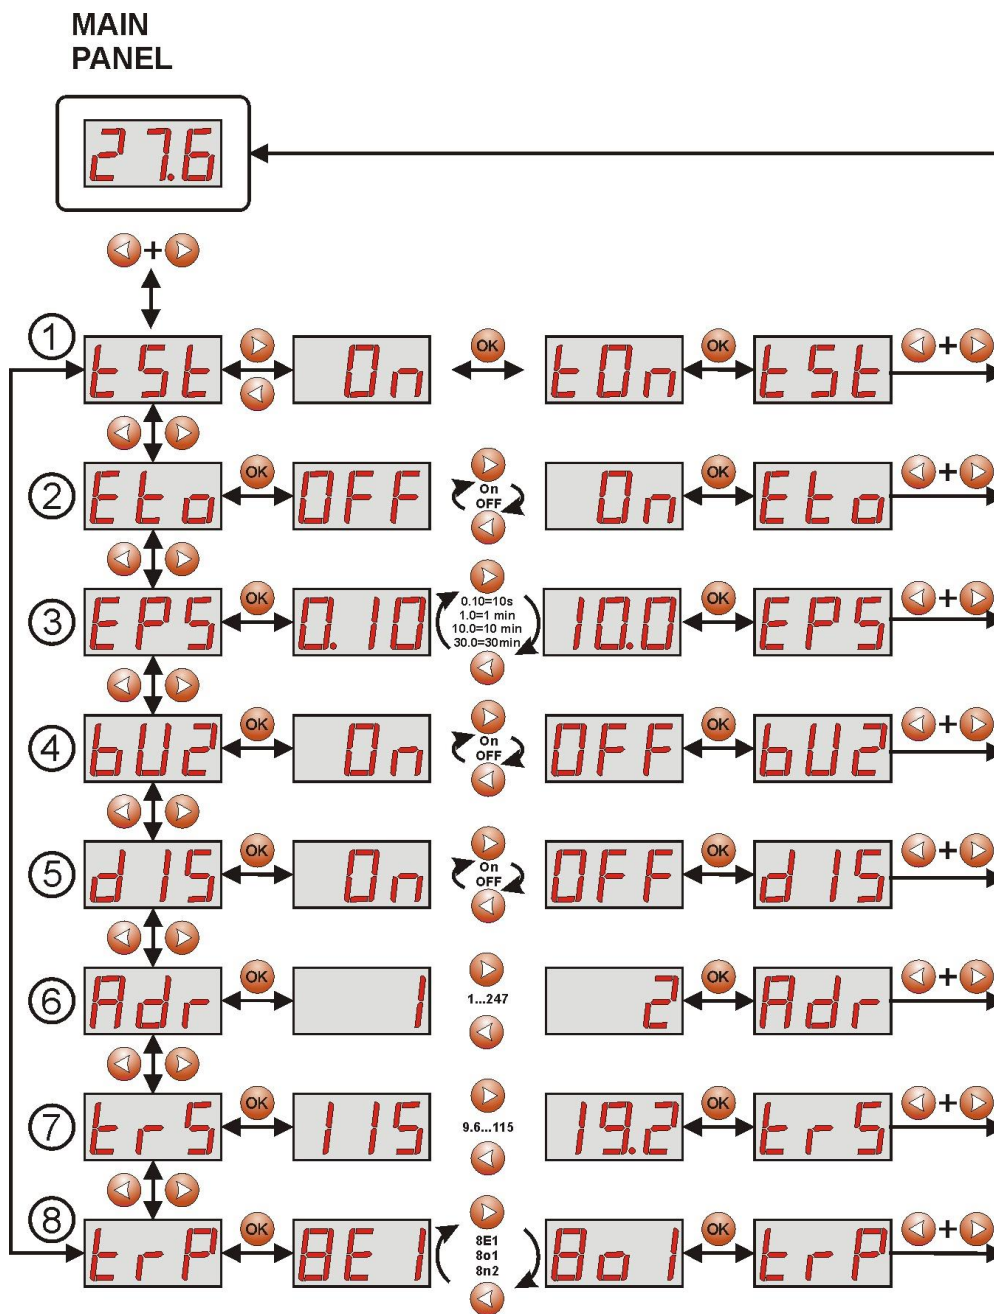 MAIN
PANEL
27.6
+
1
tSt On OK tOn OK tSt +
2
Eto OK OFF On
OFF On OK Eto +
3
EPS OK 0.10 0.10=10s
1.0=1 min
10.0=10 min
30.0=30min 10.0 OK EPS +
4
bU2 OK On On
OFF OFF OK bU2 +
5
dIS OK On On
OFF OFF OK dIS +
6
Adr OK 1 1...247 2 OK Adr +
7
trS OK 115 9.6...115 19.2 OK trS +
8
trP OK 8E1 8E1
8o1
8n2 8o1 OK trP +